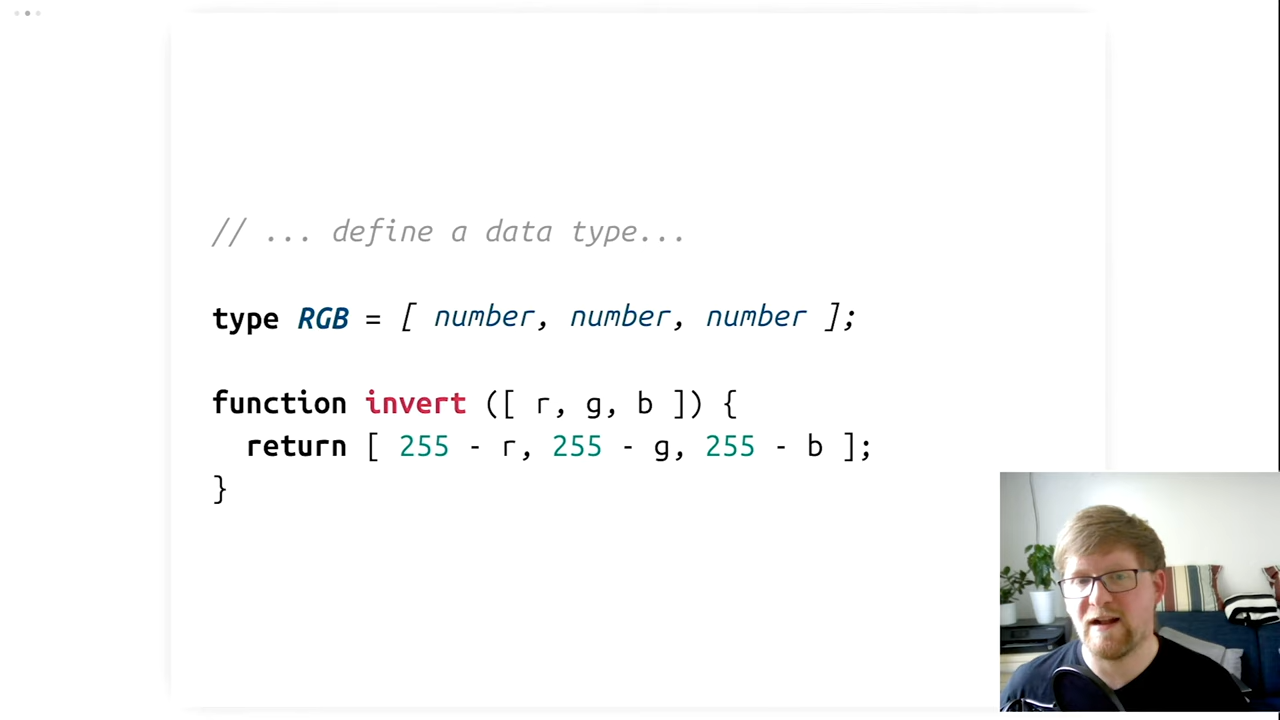 // ... define a data type...
type RGB = [ number, number, number ];
function invert ([ r, g, b ]) {
return [ 255 - r, 255 - g, 255 - b ];
}